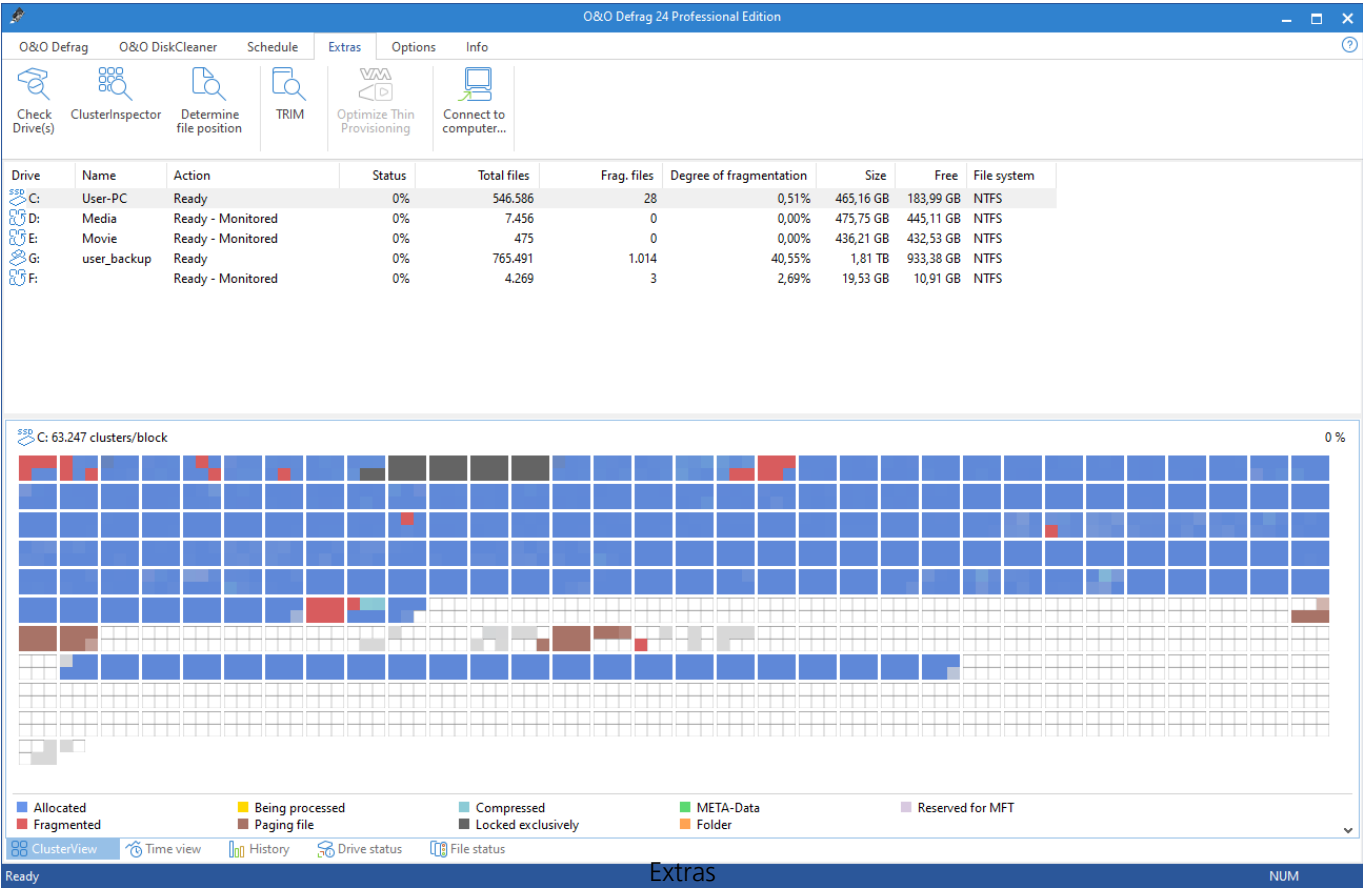 O&O Defrag 24 Professional Edition
O&O Defrag O&O DiskCleaner Schedule Extras Options Info
Check Drive(s)
ClusterInspector
Determine file position
TRIM
Optimize Thin Provisioning
Connect to computer...
Drive Name Action Status Total files Frag. files Degree of fragmentation Size Free File system
SSD C: User-PC Ready 0% 546.586 28 0,51% 465,16 GB 183,99 GB NTFS
D: Media Ready - Monitored 0% 7.456 0 0,00% 475,75 GB 445,11 GB NTFS
E: Movie Ready - Monitored 0% 475 0 0,00% 436,21 GB 432,53 GB NTFS
G: user_backup Ready 0% 765.491 1.014 40,55% 1,81 TB 933,38 GB NTFS
F: Ready - Monitored 0% 4.269 3 2,69% 19,53 GB 10,91 GB NTFS
SSD C: 63.247 clusters/block 0 %
Allocated Being processed Compressed META-Data Reserved for MFT
Fragmented Paging file Locked exclusively Folder
ClusterView Time view History Drive status File status
Ready Extras NUM